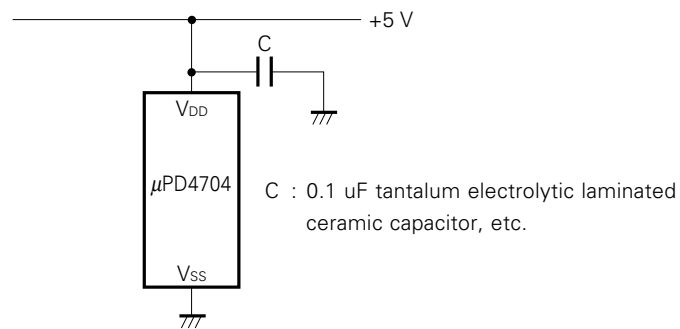 +5 V
C
VDD
μPD4704
C : 0.1 uF tantalum electrolytic laminated
ceramic capacitor, etc.
VSS